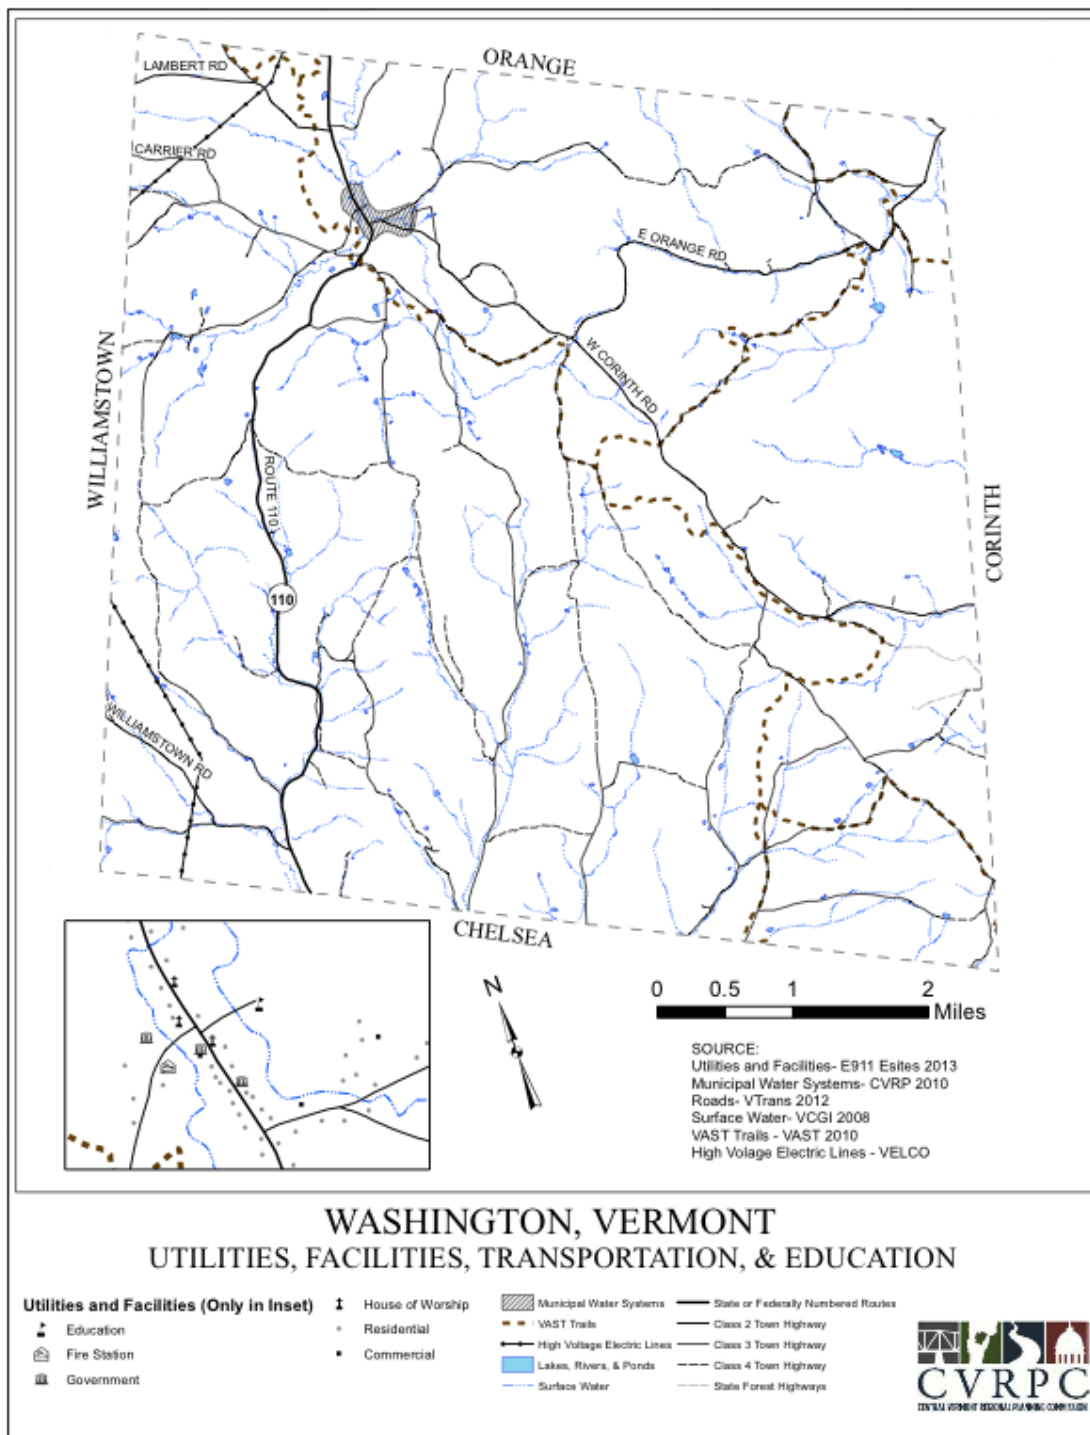 ORANGE
LAMBERT RD
CARRIER RD
E ORANGE RD
WILLIAMSTOWN
W CORINTH RD
ROUTE 110
CORINTH
110
WILLIAMSTOWN RD
CHELSEA
N
0 0.5 1 2
Miles
SOURCE:
Utilities and Facilities- E911 Esites 2013
Municipal Water Systems- CVRP 2010
Roads- VTrans 2012
Surface Water- VCGI 2008
VAST Trails - VAST 2010
High Volage Electric Lines - VELCO
WASHINGTON, VERMONT
UTILITIES, FACILITIES, TRANSPORTATION, & EDUCATION
Utilities and Facilities (Only in Inset)
Education
Fire Station
Government
House of Worship
Residential
Commercial
Municipal Water Systems
VAST Trails
High Voltage Electric Lines
Lakes, Rivers, & Ponds
Surface Water
State or Federally Numbered Routes
Class 2 Town Highway
Class 3 Town Highway
Class 4 Town Highway
State Forest Highways
CVRPC
CENTRAL VERMONT REGIONAL PLANNING COMMISSION